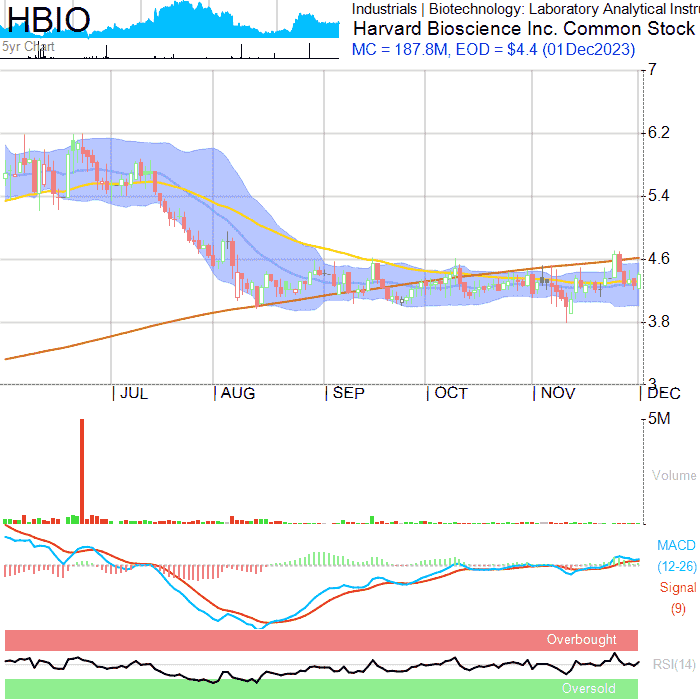 HBIO
5yr Chart
Industrials | Biotechnology: Laboratory Analytical Instru
Harvard Bioscience Inc. Common Stock
MC = 187.8M, EOD = $4.4 (01Dec2023)
7
6.2
5.4
4.6
3.8
3
JUL
AUG
SEP
OCT
NOV
DEC
5M
Volume
MACD
(12-26)
Signal
(9)
Overbought
RSI(14)
Oversold